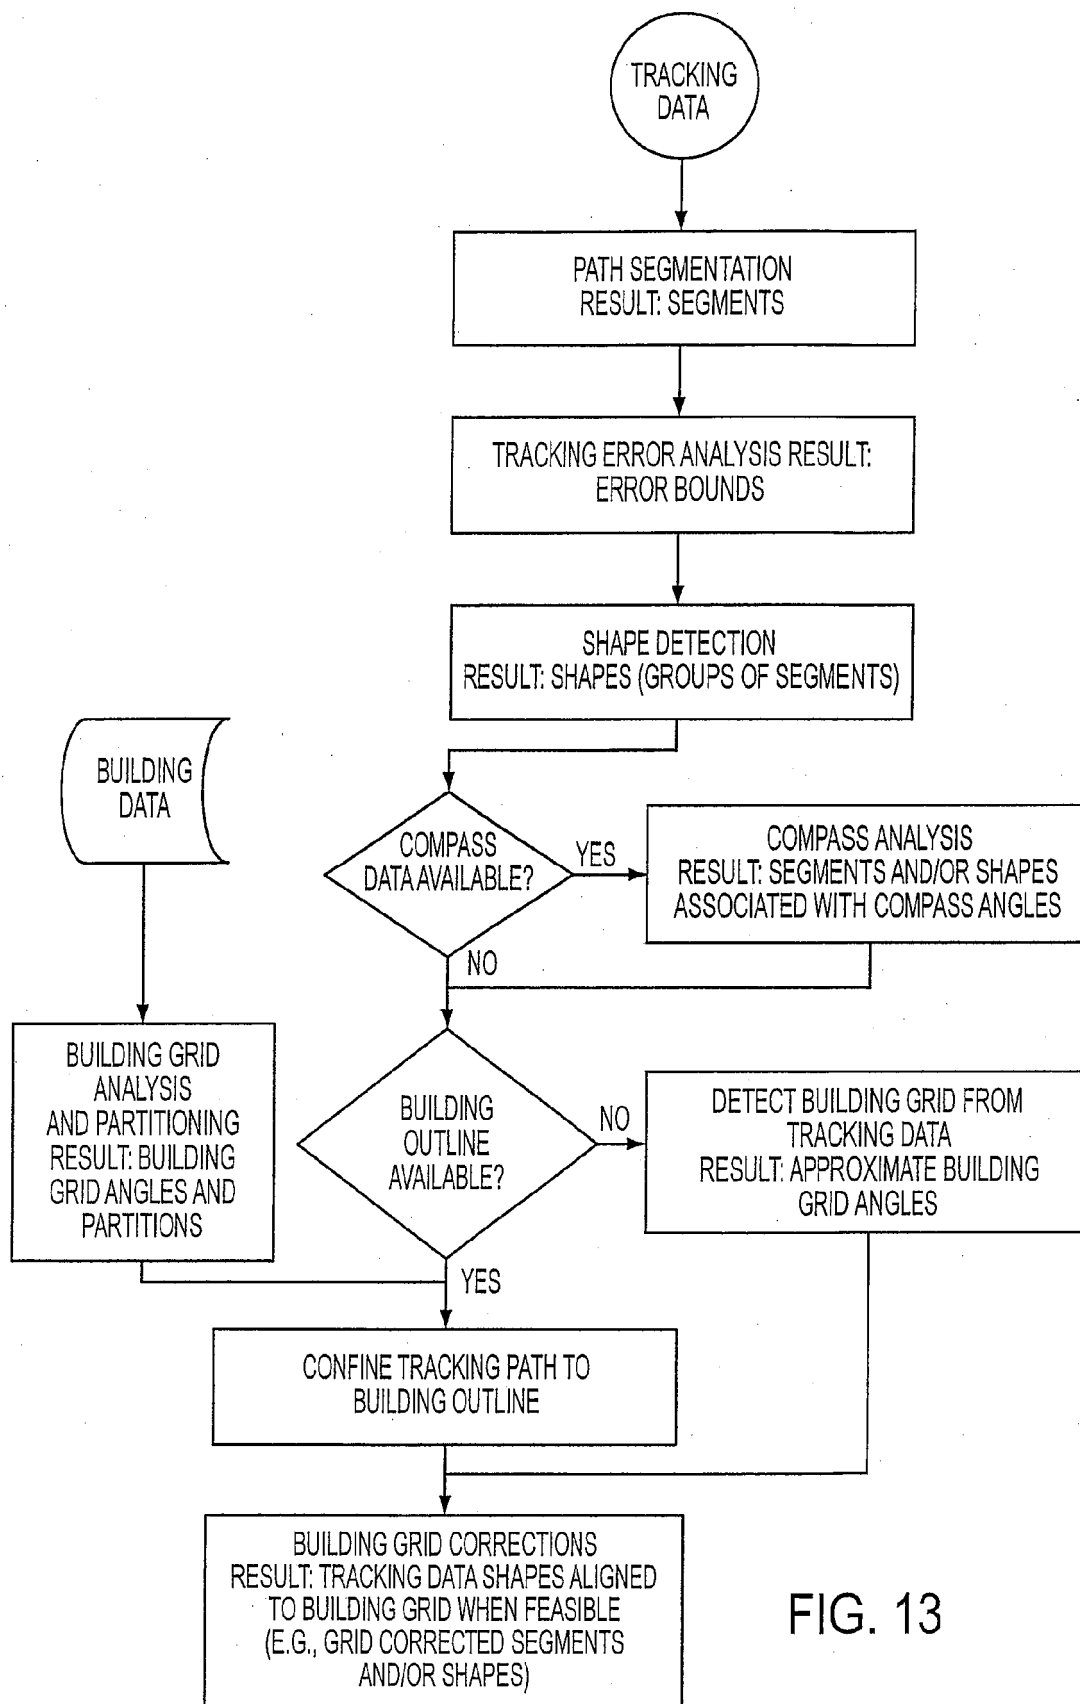 TRACKING
DATA
PATH SEGMENTATION
RESULT: SEGMENTS
TRACKING ERROR ANALYSIS RESULT:
ERROR BOUNDS
SHAPE DETECTION
RESULT: SHAPES (GROUPS OF SEGMENTS)
BUILDING
DATA
COMPASS
DATA AVAILABLE?
YES
COMPASS ANALYSIS
RESULT: SEGMENTS AND/OR SHAPES
ASSOCIATED WITH COMPASS ANGLES
NO
BUILDING GRID
ANALYSIS
AND PARTITIONING
RESULT: BUILDING
GRID ANGLES AND
PARTITIONS
BUILDING
OUTLINE
AVAILABLE?
NO
DETECT BUILDING GRID FROM
TRACKING DATA
RESULT: APPROXIMATE BUILDING
GRID ANGLES
YES
CONFINE TRACKING PATH TO
BUILDING OUTLINE
BUILDING GRID CORRECTIONS
RESULT: TRACKING DATA SHAPES ALIGNED
TO BUILDING GRID WHEN FEASIBLE
(E.G., GRID CORRECTED SEGMENTS
AND/OR SHAPES)
FIG. 13